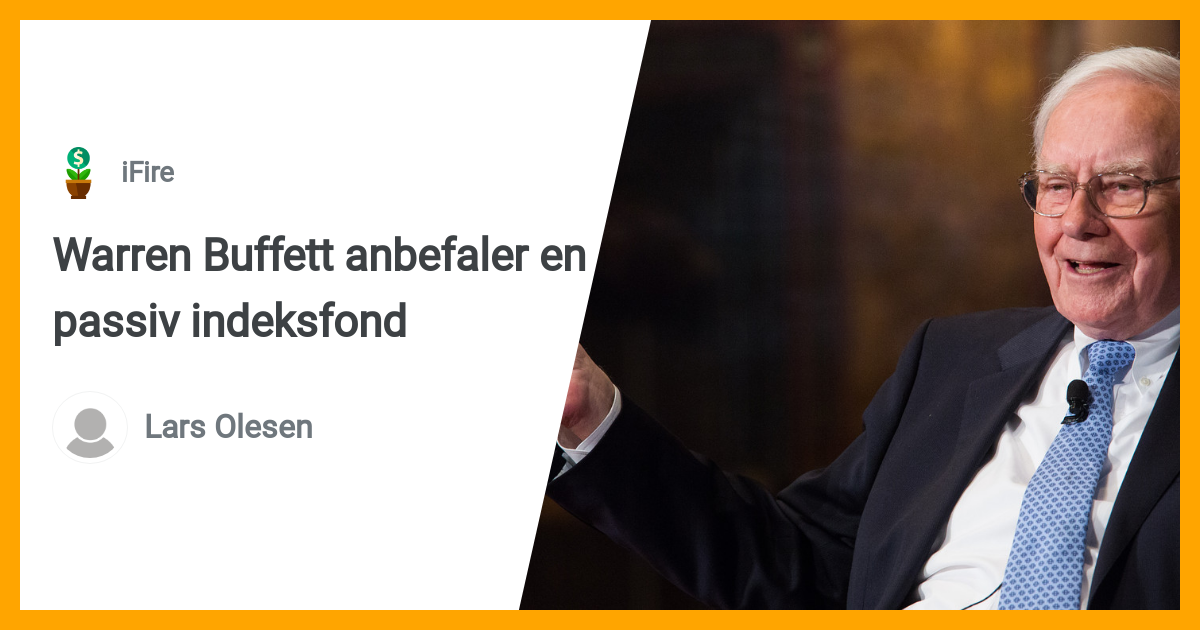 $
iFire
Warren Buffett anbefaler en
passiv indeksfond
Lars Olesen